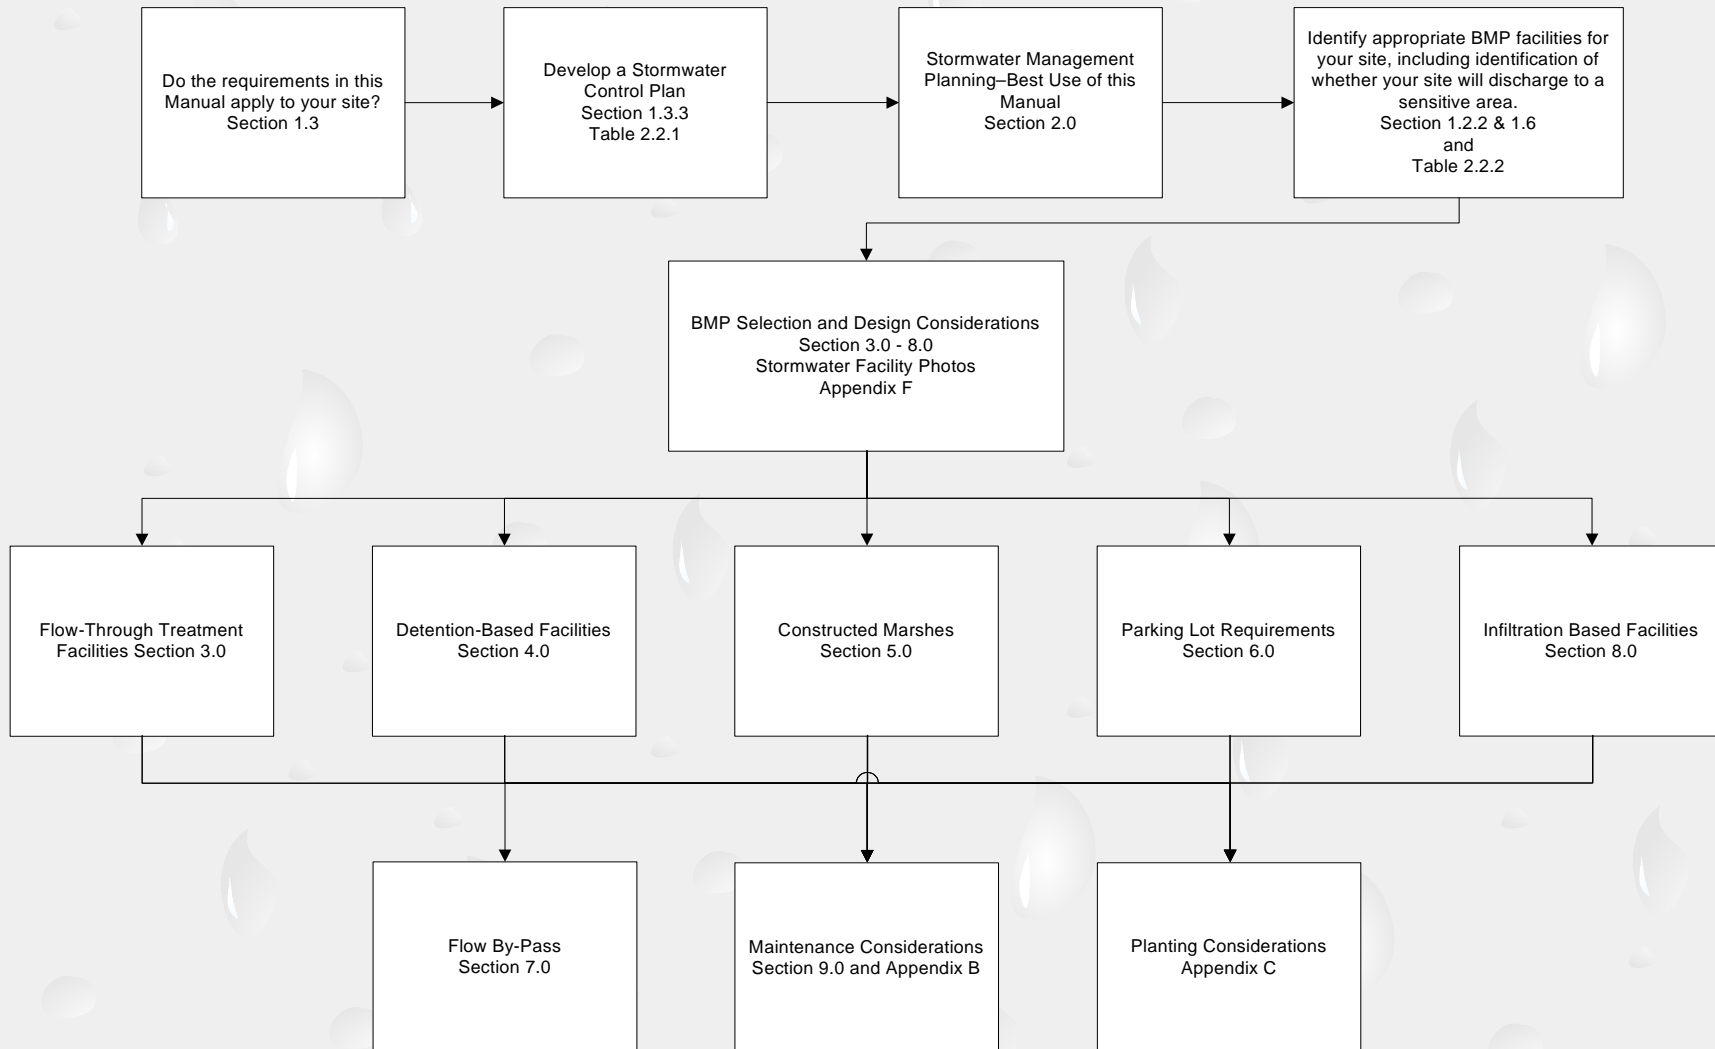 Do the requirements in this
Manual apply to your site?
Section 1.3
Develop a Stormwater
Control Plan
Section 1.3.3
Table 2.2.1
Stormwater Management
Planning–Best Use of this
Manual
Section 2.0
Identify appropriate BMP facilities for
your site, including identification of
whether your site will discharge to a
sensitive area.
Section 1.2.2 & 1.6
and
Table 2.2.2
BMP Selection and Design Considerations
Section 3.0 - 8.0
Stormwater Facility Photos
Appendix F
Flow-Through Treatment
Facilities Section 3.0
Detention-Based Facilities
Section 4.0
Constructed Marshes
Section 5.0
Parking Lot Requirements
Section 6.0
Infiltration Based Facilities
Section 8.0
Flow By-Pass
Section 7.0
Maintenance Considerations
Section 9.0 and Appendix B
Planting Considerations
Appendix C